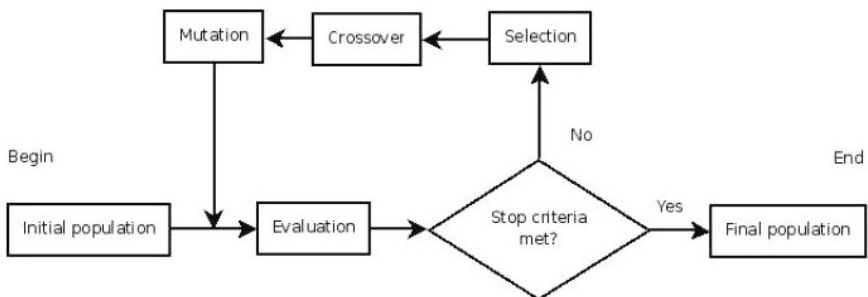 Mutation
Crossover
Selection
No
Begin
End
Initial population
Evaluation
Stop criteria
met?
Yes
Final population